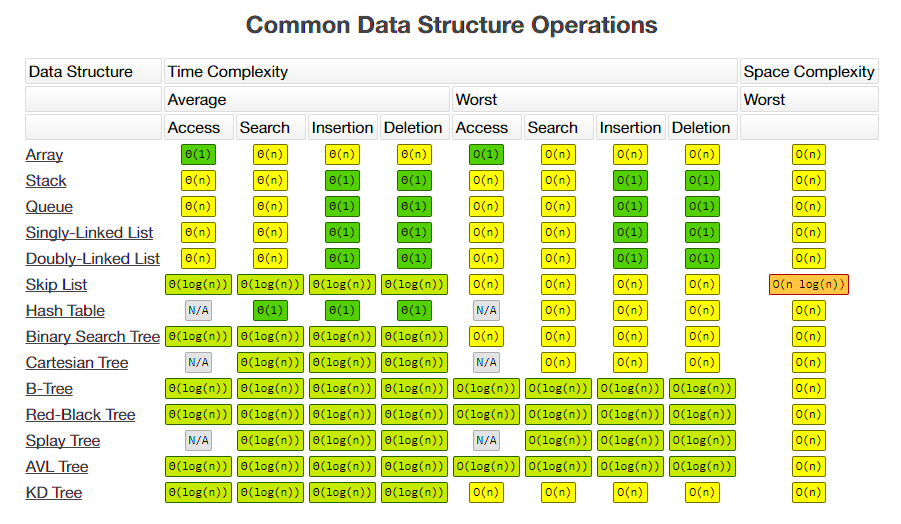 Common Data Structure Operations
Data Structure Time Complexity Space Complexity
Average Worst Worst
Access Search Insertion Deletion Access Search Insertion Deletion
Array Θ(1) Θ(n) Θ(n) Θ(n) O(1) O(n) O(n) O(n) O(n)
Stack Θ(n) Θ(n) Θ(1) Θ(1) O(n) O(n) O(1) O(1) O(n)
Queue Θ(n) Θ(n) Θ(1) Θ(1) O(n) O(n) O(1) O(1) O(n)
Singly-Linked List Θ(n) Θ(n) Θ(1) Θ(1) O(n) O(n) O(1) O(1) O(n)
Doubly-Linked List Θ(n) Θ(n) Θ(1) Θ(1) O(n) O(n) O(1) O(1) O(n)
Skip List Θ(log(n)) Θ(log(n)) Θ(log(n)) Θ(log(n)) O(n) O(n) O(n) O(n) O(n log(n))
Hash Table N/A Θ(1) Θ(1) Θ(1) N/A O(n) O(n) O(n) O(n)
Binary Search Tree Θ(log(n)) Θ(log(n)) Θ(log(n)) Θ(log(n)) O(n) O(n) O(n) O(n) O(n)
Cartesian Tree N/A Θ(log(n)) Θ(log(n)) Θ(log(n)) N/A O(n) O(n) O(n) O(n)
B-Tree Θ(log(n)) Θ(log(n)) Θ(log(n)) Θ(log(n)) O(log(n)) O(log(n)) O(log(n)) O(log(n)) O(n)
Red-Black Tree Θ(log(n)) Θ(log(n)) Θ(log(n)) Θ(log(n)) O(log(n)) O(log(n)) O(log(n)) O(log(n)) O(n)
Splay Tree N/A Θ(log(n)) Θ(log(n)) Θ(log(n)) N/A O(log(n)) O(log(n)) O(log(n)) O(n)
AVL Tree Θ(log(n)) Θ(log(n)) Θ(log(n)) Θ(log(n)) O(log(n)) O(log(n)) O(log(n)) O(log(n)) O(n)
KD Tree Θ(log(n)) Θ(log(n)) Θ(log(n)) Θ(log(n)) O(n) O(n) O(n) O(n) O(n)